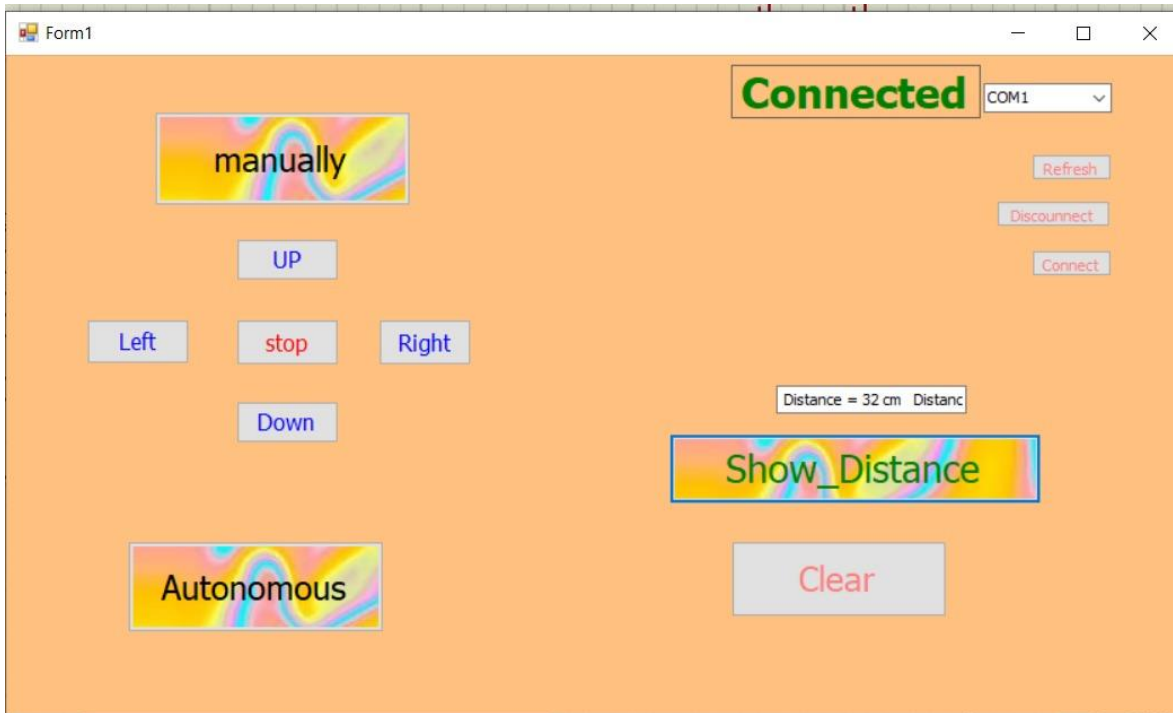 Form1
Connected
COM1
manually
Refresh
Discounnect
UP
Connect
Left
stop
Right
Distance = 32 cm Distanc
Down
Show_Distance
Autonomous
Clear